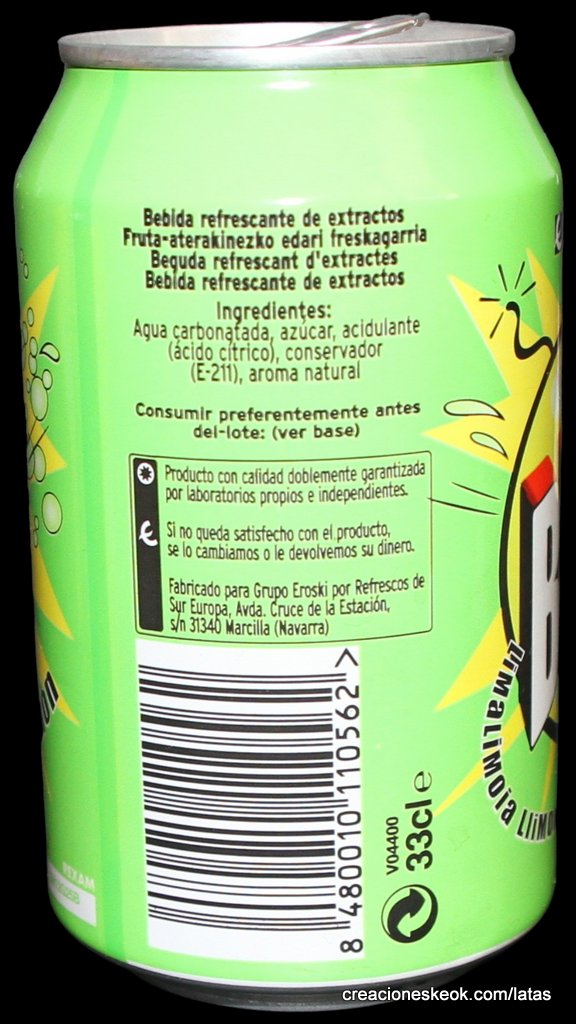 Bebida refrescante de extractos
Fruta-aterakinezko edari freskagarria
Beguda refrescant d'extractes
Bebida refrescante de extractos
Ingredientes:
Agua carbonatada, azúcar, acidulante
(ácido cítrico), conservador
(E-211), aroma natural
Consumir preferentemente antes
del-lote: (ver base)
Producto con calidad doblemente garantizada
por laboratorios propios e independientes.
Si no queda satisfecho con el producto,
se lo cambiamos o le devolvemos su dinero.
Fabricado para Grupo Eroski por Refrescos de
Sur Europa, Avda. Cruce de la Estación,
s/n 31340 Marcilla (Navarra)
8 480010 110562 >
V04400
33cl e
LiMaLiMOia LLiMO
B
REXAM
creacioneskeok.com/latas